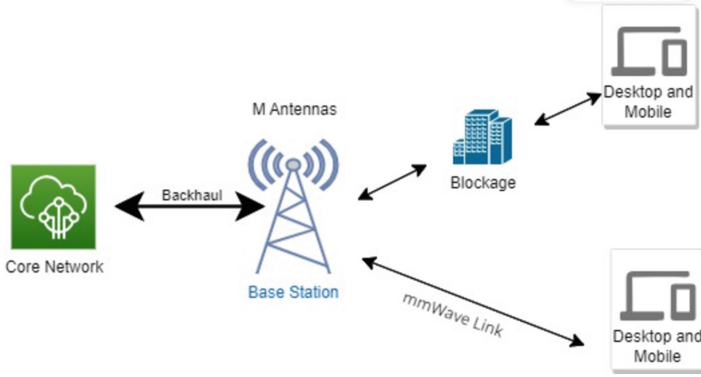 M Antennas
Desktop and
Mobile
Blockage
Backhaul
Core Network
Base Station
mmWave Link
Desktop and
Mobile